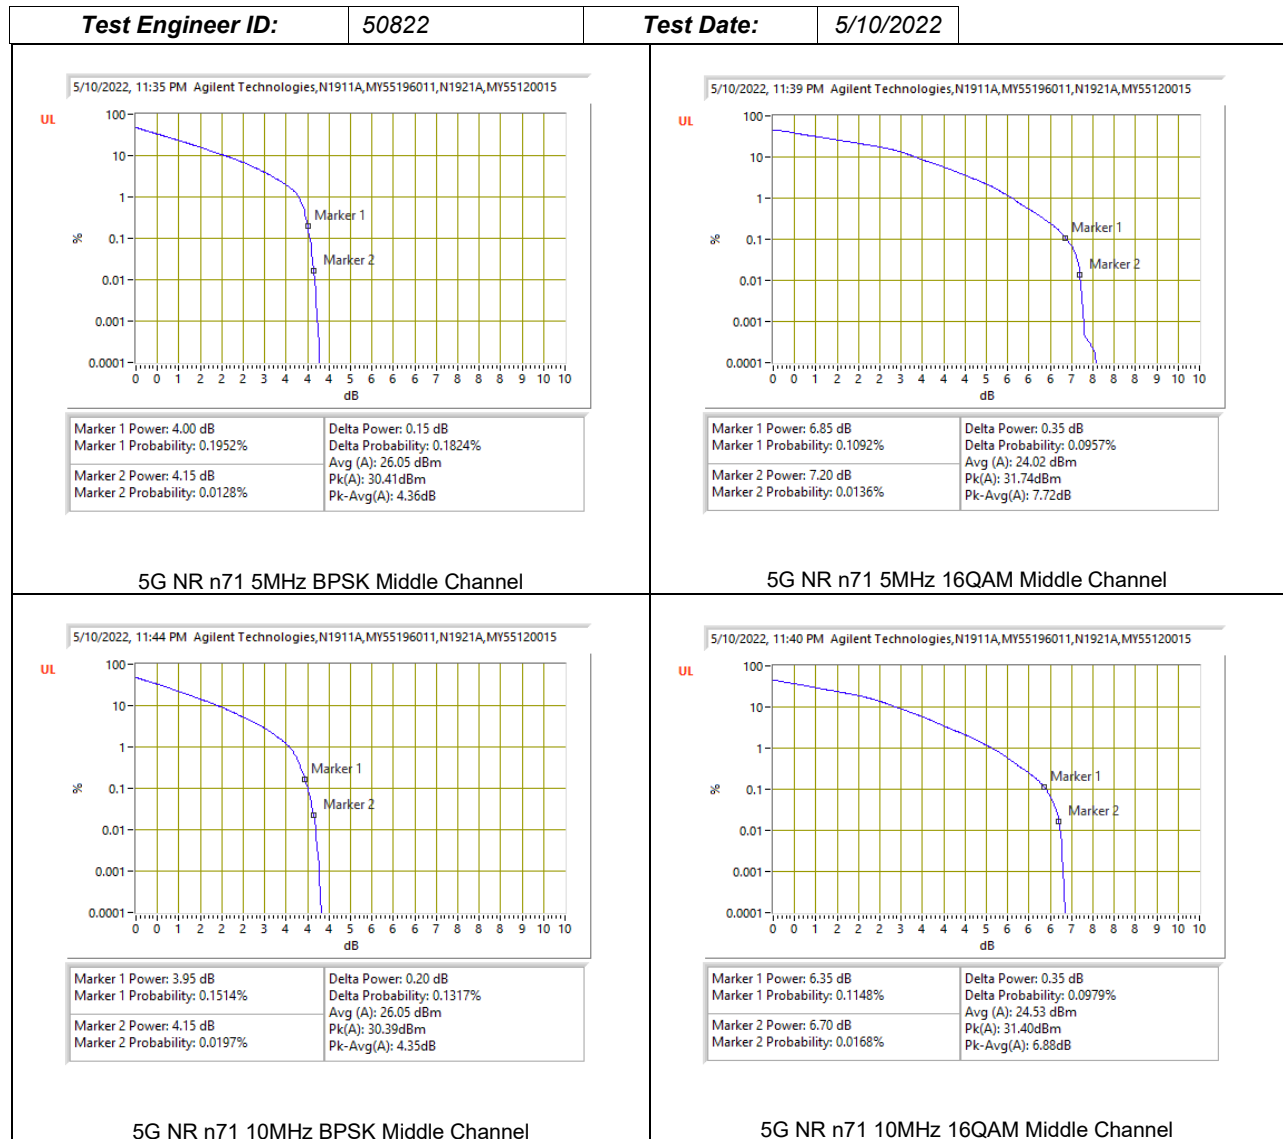 Test Engineer ID: 50822 Test Date: 5/10/2022
5/10/2022, 11:35 PM Agilent Technologies,N1911A,MY55196011,N1921A,MY55120015
UL
100
10
1
0.1
0.01
0.001
0.0001
%
Marker 1
Marker 2
0 0 1 2 2 2 3 3 4 4 5 5 6 6 7 8 8 9 9 10 10
dB
Marker 1 Power: 4.00 dB
Marker 1 Probability: 0.1952%
Marker 2 Power: 4.15 dB
Marker 2 Probability: 0.0128%
Delta Power: 0.15 dB
Delta Probability: 0.1824%
Avg (A): 26.05 dBm
Pk(A): 30.41dBm
Pk-Avg(A): 4.36dB
5G NR n71 5MHz BPSK Middle Channel
5/10/2022, 11:39 PM Agilent Technologies,N1911A,MY55196011,N1921A,MY55120015
UL
100
10
1
0.1
0.01
0.001
0.0001
%
Marker 1
Marker 2
0 0 1 2 2 2 3 3 4 4 5 5 6 6 7 8 8 9 9 10 10
dB
Marker 1 Power: 6.85 dB
Marker 1 Probability: 0.1092%
Marker 2 Power: 7.20 dB
Marker 2 Probability: 0.0136%
Delta Power: 0.35 dB
Delta Probability: 0.0957%
Avg (A): 24.02 dBm
Pk(A): 31.74dBm
Pk-Avg(A): 7.72dB
5G NR n71 5MHz 16QAM Middle Channel
5/10/2022, 11:44 PM Agilent Technologies,N1911A,MY55196011,N1921A,MY55120015
UL
100
10
1
0.1
0.01
0.001
0.0001
%
Marker 1
Marker 2
0 0 1 2 2 2 3 3 4 4 5 5 6 6 7 8 8 9 9 10 10
dB
Marker 1 Power: 3.95 dB
Marker 1 Probability: 0.1514%
Marker 2 Power: 4.15 dB
Marker 2 Probability: 0.0197%
Delta Power: 0.20 dB
Delta Probability: 0.1317%
Avg (A): 26.05 dBm
Pk(A): 30.39dBm
Pk-Avg(A): 4.35dB
5G NR n71 10MHz BPSK Middle Channel
5/10/2022, 11:40 PM Agilent Technologies,N1911A,MY55196011,N1921A,MY55120015
UL
100
10
1
0.1
0.01
0.001
0.0001
%
Marker 1
Marker 2
0 0 1 2 2 2 3 3 4 4 5 5 6 6 7 8 8 9 9 10 10
dB
Marker 1 Power: 6.35 dB
Marker 1 Probability: 0.1148%
Marker 2 Power: 6.70 dB
Marker 2 Probability: 0.0168%
Delta Power: 0.35 dB
Delta Probability: 0.0979%
Avg (A): 24.53 dBm
Pk(A): 31.40dBm
Pk-Avg(A): 6.88dB
5G NR n71 10MHz 16QAM Middle Channel